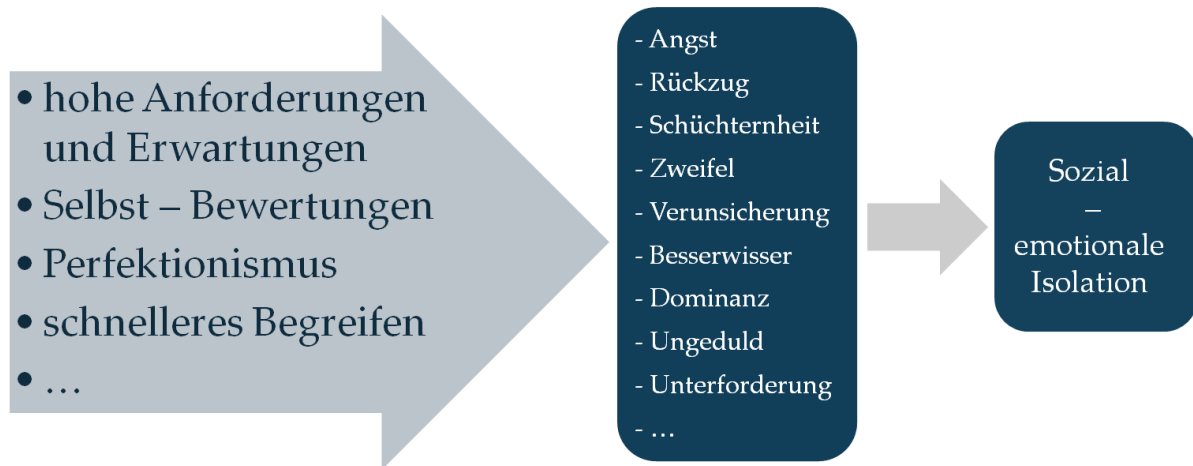 • hohe Anforderungen
und Erwartungen
• Selbst – Bewertungen
• Perfektionismus
• schnelleres Begreifen
• …
- Angst
- Rückzug
- Schüchternheit
- Zweifel
- Verunsicherung
- Besserwisser
- Dominanz
- Ungeduld
- Unterforderung
- …
Sozial
–
emotionale
Isolation